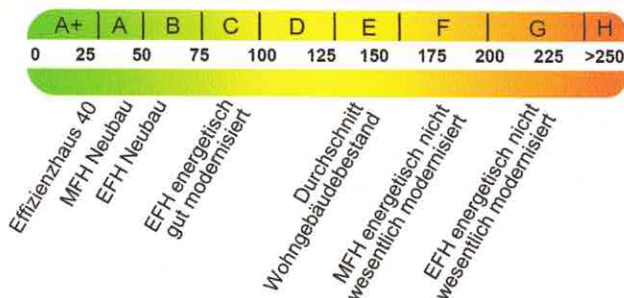 A+ A B C D E F G H
0 25 50 75 100 125 150 175 200 225 >250
Effizienzhaus 40
MFH Neubau
EFH Neubau
EFH energetisch
gut modernisiert
Durchschnitt
Wohngebäudebestand
MFH energetisch nicht
wesentlich modernisiert
EFH energetisch nicht
wesentlich modernisiert